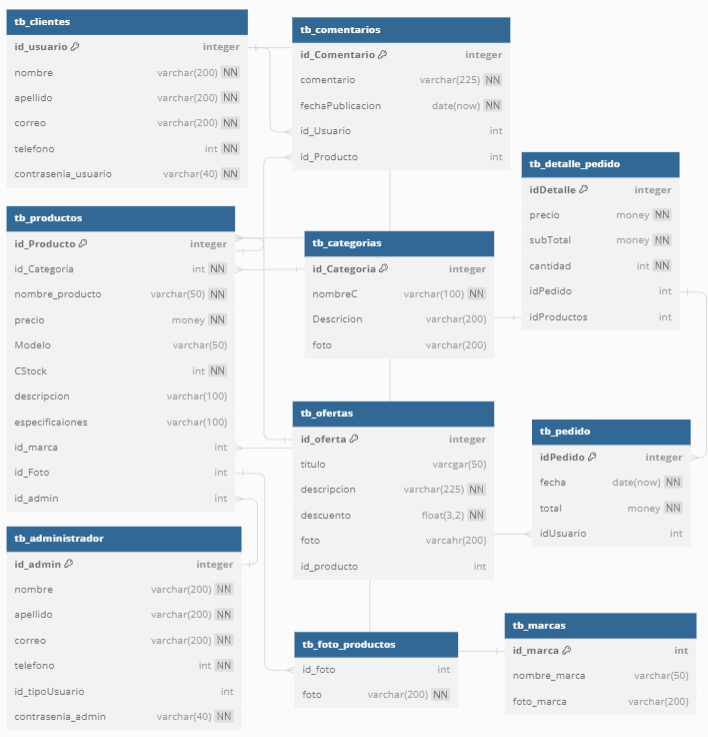 tb_clientes
id_usuario integer
nombre varchar(200) NN
apellido varchar(200) NN
correo varchar(200) NN
telefono int NN
contrasenia_usuario varchar(40) NN
tb_comentarios
id_Comentario integer
comentario varchar(225) NN
fechaPublicacion date(now) NN
id_Usuario int
id_Producto int
tb_detalle_pedido
idDetalle integer
precio money NN
subTotal money NN
cantidad int NN
idPedido int
idProductos int
tb_productos
id_Producto integer
id_Categoria int NN
nombre_producto varchar(50) NN
precio money NN
Modelo varchar(50)
CStock int NN
descripcion varchar(100)
especificaiones varchar(100)
id_marca int
id_Foto int
id_admin int
tb_categorias
id_Categoria integer
nombreC varchar(100) NN
Descricion varchar(200)
foto varchar(200)
tb_ofertas
id_oferta integer
titulo varcgar(50)
descripcion varchar(225) NN
descuento float(3,2) NN
foto varcahr(200)
id_producto int
tb_pedido
idPedido integer
fecha date(now) NN
total money NN
idUsuario int
tb_administrador
id_admin integer
nombre varchar(200) NN
apellido varchar(200) NN
correo varchar(200) NN
telefono int NN
id_tipoUsuario int
contrasenia_admin varchar(40) NN
tb_foto_productos
id_foto int
foto varchar(200) NN
tb_marcas
id_marca int
nombre_marca varchar(50)
foto_marca varchar(200)